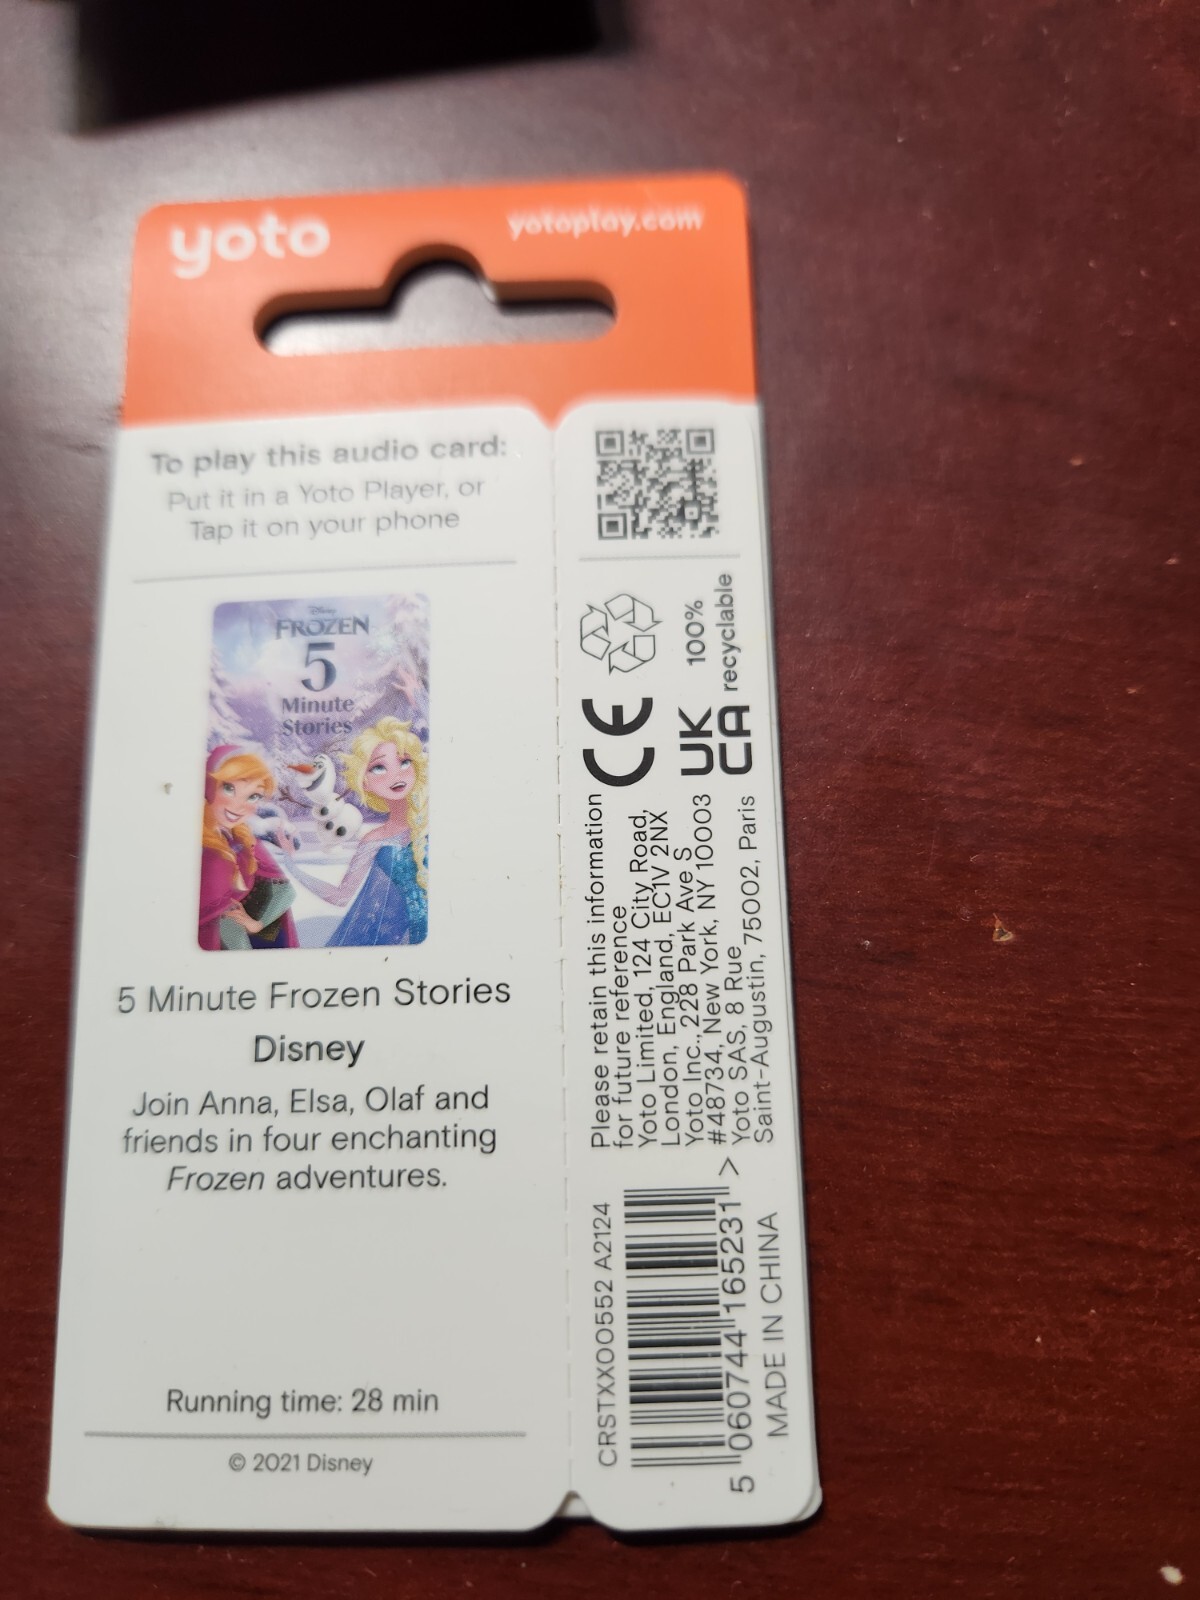 yoto
yotoplay.com
To play this audio card:
Put it in a Yoto Player, or
Tap it on your phone
Disney
FROZEN
5
Minute
Stories
5 Minute Frozen Stories
Disney
Join Anna, Elsa, Olaf and
friends in four enchanting
Frozen adventures.
Running time: 28 min
© 2021 Disney
100%
recyclable
CE
UK
CA
Please retain this information
for future reference
Yoto Limited, 124 City Road,
London, England, EC1V 2NX
Yoto Inc., 228 Park Ave S
#48734, New York, NY 10003
Yoto SAS, 8 Rue
Saint-Augustin, 75002, Paris
CRSTXX00552 A2124
5 060744 165231 >
MADE IN CHINA